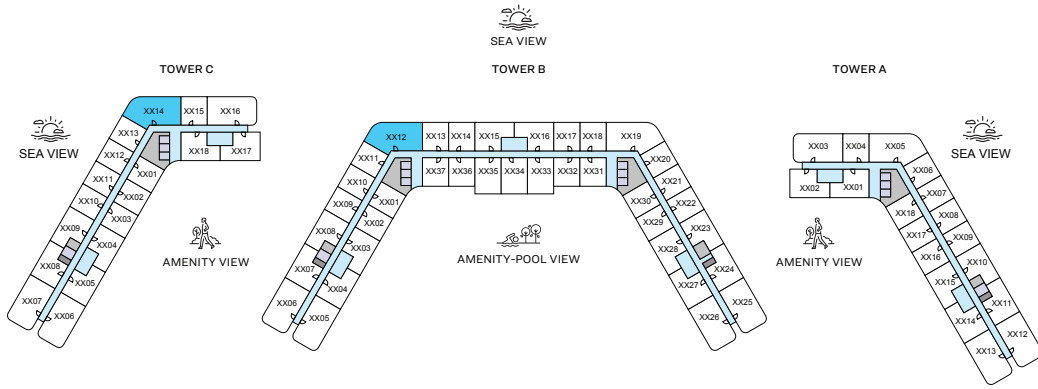 SEA VIEW
TOWER C
TOWER B
TOWER A
SEA VIEW
SEA VIEW
AMENITY VIEW
AMENITY-POOL VIEW
AMENITY VIEW
XX14
XX15
XX16
XX13
XX12
XX18
XX17
XX11
XX01
XX10
XX02
XX03
XX09
XX04
XX08
XX05
XX07
XX06
XX12
XX13
XX14
XX15
XX16
XX17
XX18
XX19
XX11
XX37
XX36
XX35
XX34
XX33
XX32
XX31
XX20
XX10
XX01
XX30
XX21
XX02
XX29
XX22
XX08
XX03
XX28
XX23
XX07
XX04
XX27
XX24
XX06
XX05
XX26
XX25
XX03
XX04
XX05
XX02
XX01
XX06
XX07
XX18
XX08
XX17
XX09
XX16
XX10
XX15
XX11
XX14
XX12
XX13